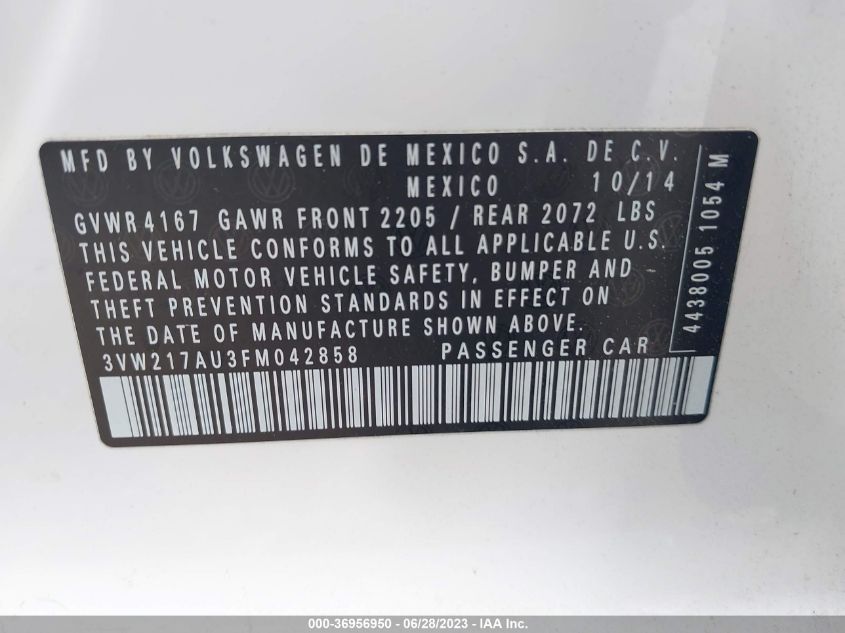 MFD BY VOLKSWAGEN DE MEXICO S.A. DE C.V.
MEXICO 10/14
GVWR 4167 GAWR FRONT 2205 / REAR 2072 LBS
THIS VEHICLE CONFORMS TO ALL APPLICABLE U.S.
FEDERAL MOTOR VEHICLE SAFETY, BUMPER AND
THEFT PREVENTION STANDARDS IN EFFECT ON
THE DATE OF MANUFACTURE SHOWN ABOVE.
3VW217AU3FM042858 PASSENGER CAR
4438005 1054 M
000-36956950 / 06/28/2023 - IAA Inc.